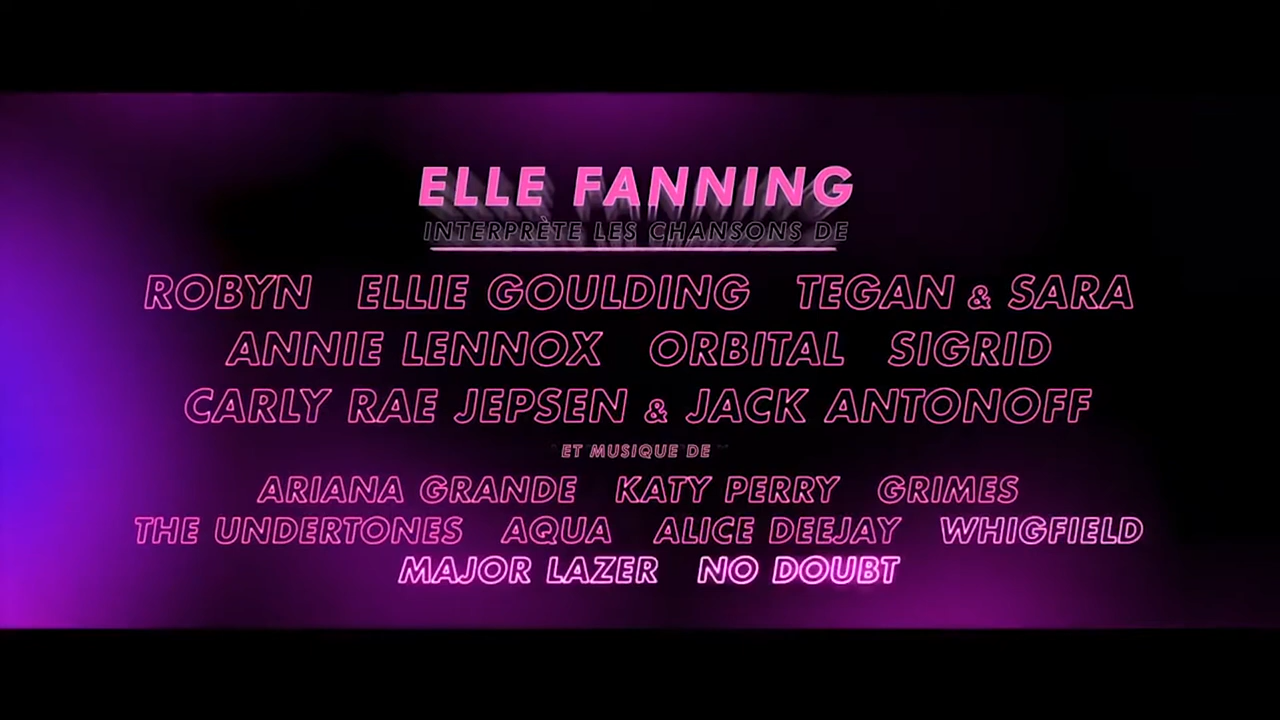 ELLE FANNING
INTERPRÈTE LES CHANSONS DE
ROBYN ELLIE GOULDING TEGAN & SARA
ANNIE LENNOX ORBITAL SIGRID
CARLY RAE JEPSEN & JACK ANTONOFF
ET MUSIQUE DE
ARIANA GRANDE KATY PERRY GRIMES
THE UNDERTONES AQUA ALICE DEEJAY WHIGFIELD
MAJOR LAZER NO DOUBT